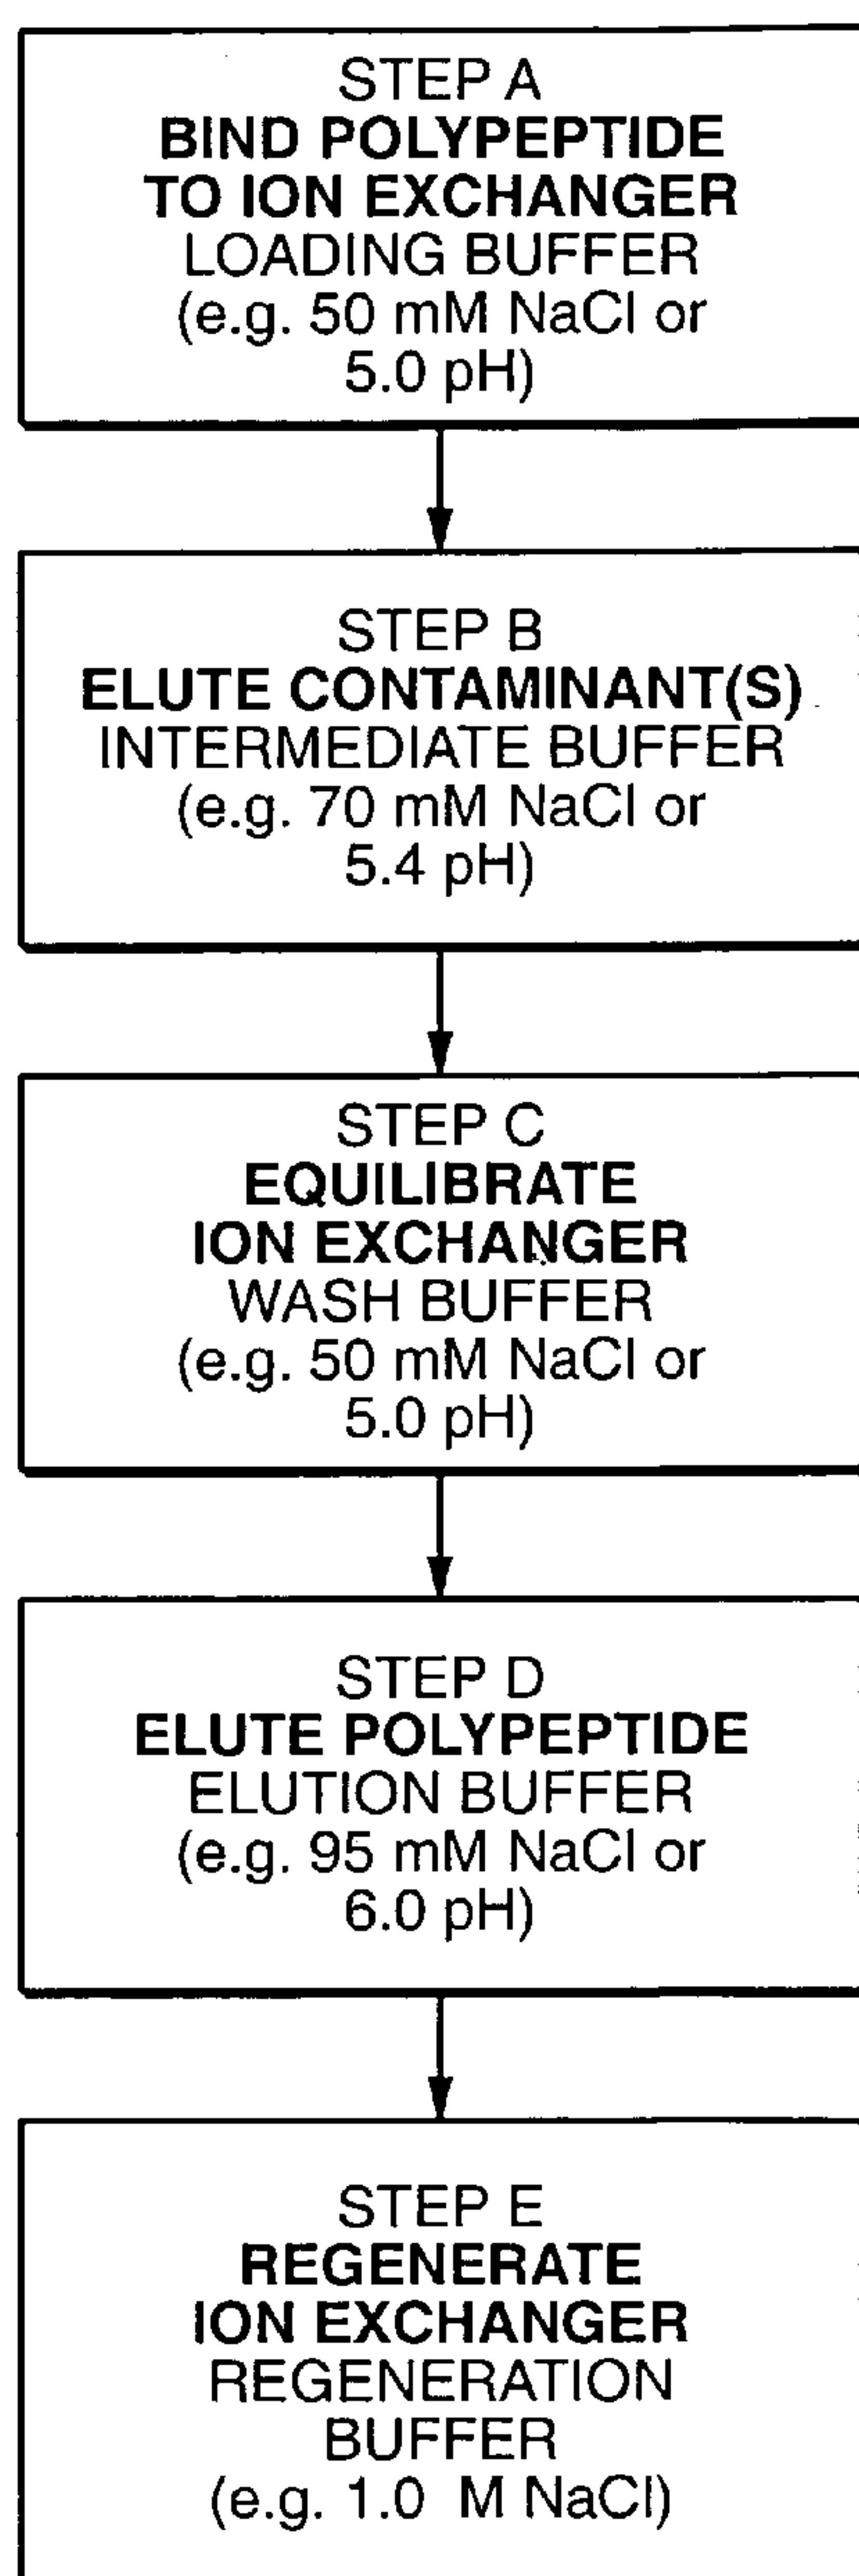 STEP A
BIND POLYPEPTIDE
TO ION EXCHANGER
LOADING BUFFER
(e.g. 50 mM NaCl or
5.0 pH)
STEP B
ELUTE CONTAMINANT(S)
INTERMEDIATE BUFFER
(e.g. 70 mM NaCl or
5.4 pH)
STEP C
EQUILIBRATE
ION EXCHANGER
WASH BUFFER
(e.g. 50 mM NaCl or
5.0 pH)
STEP D
ELUTE POLYPEPTIDE
ELUTION BUFFER
(e.g. 95 mM NaCl or
6.0 pH)
STEP E
REGENERATE
ION EXCHANGER
REGENERATION
BUFFER
(e.g. 1.0 M NaCl)